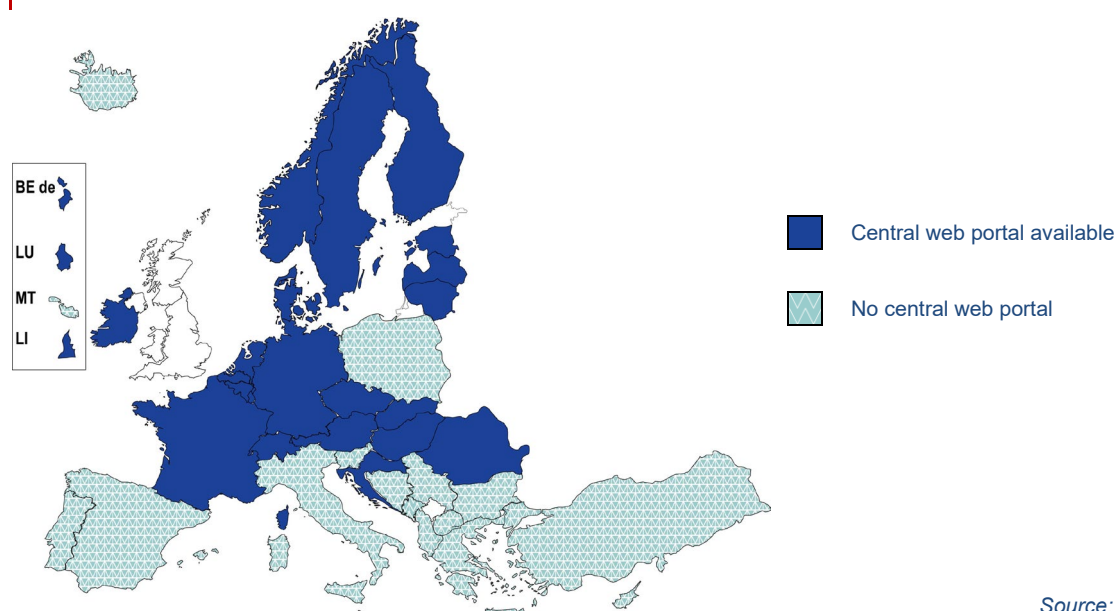 BE de
LU
MT
LI
Central web portal available
No central web portal
Source: